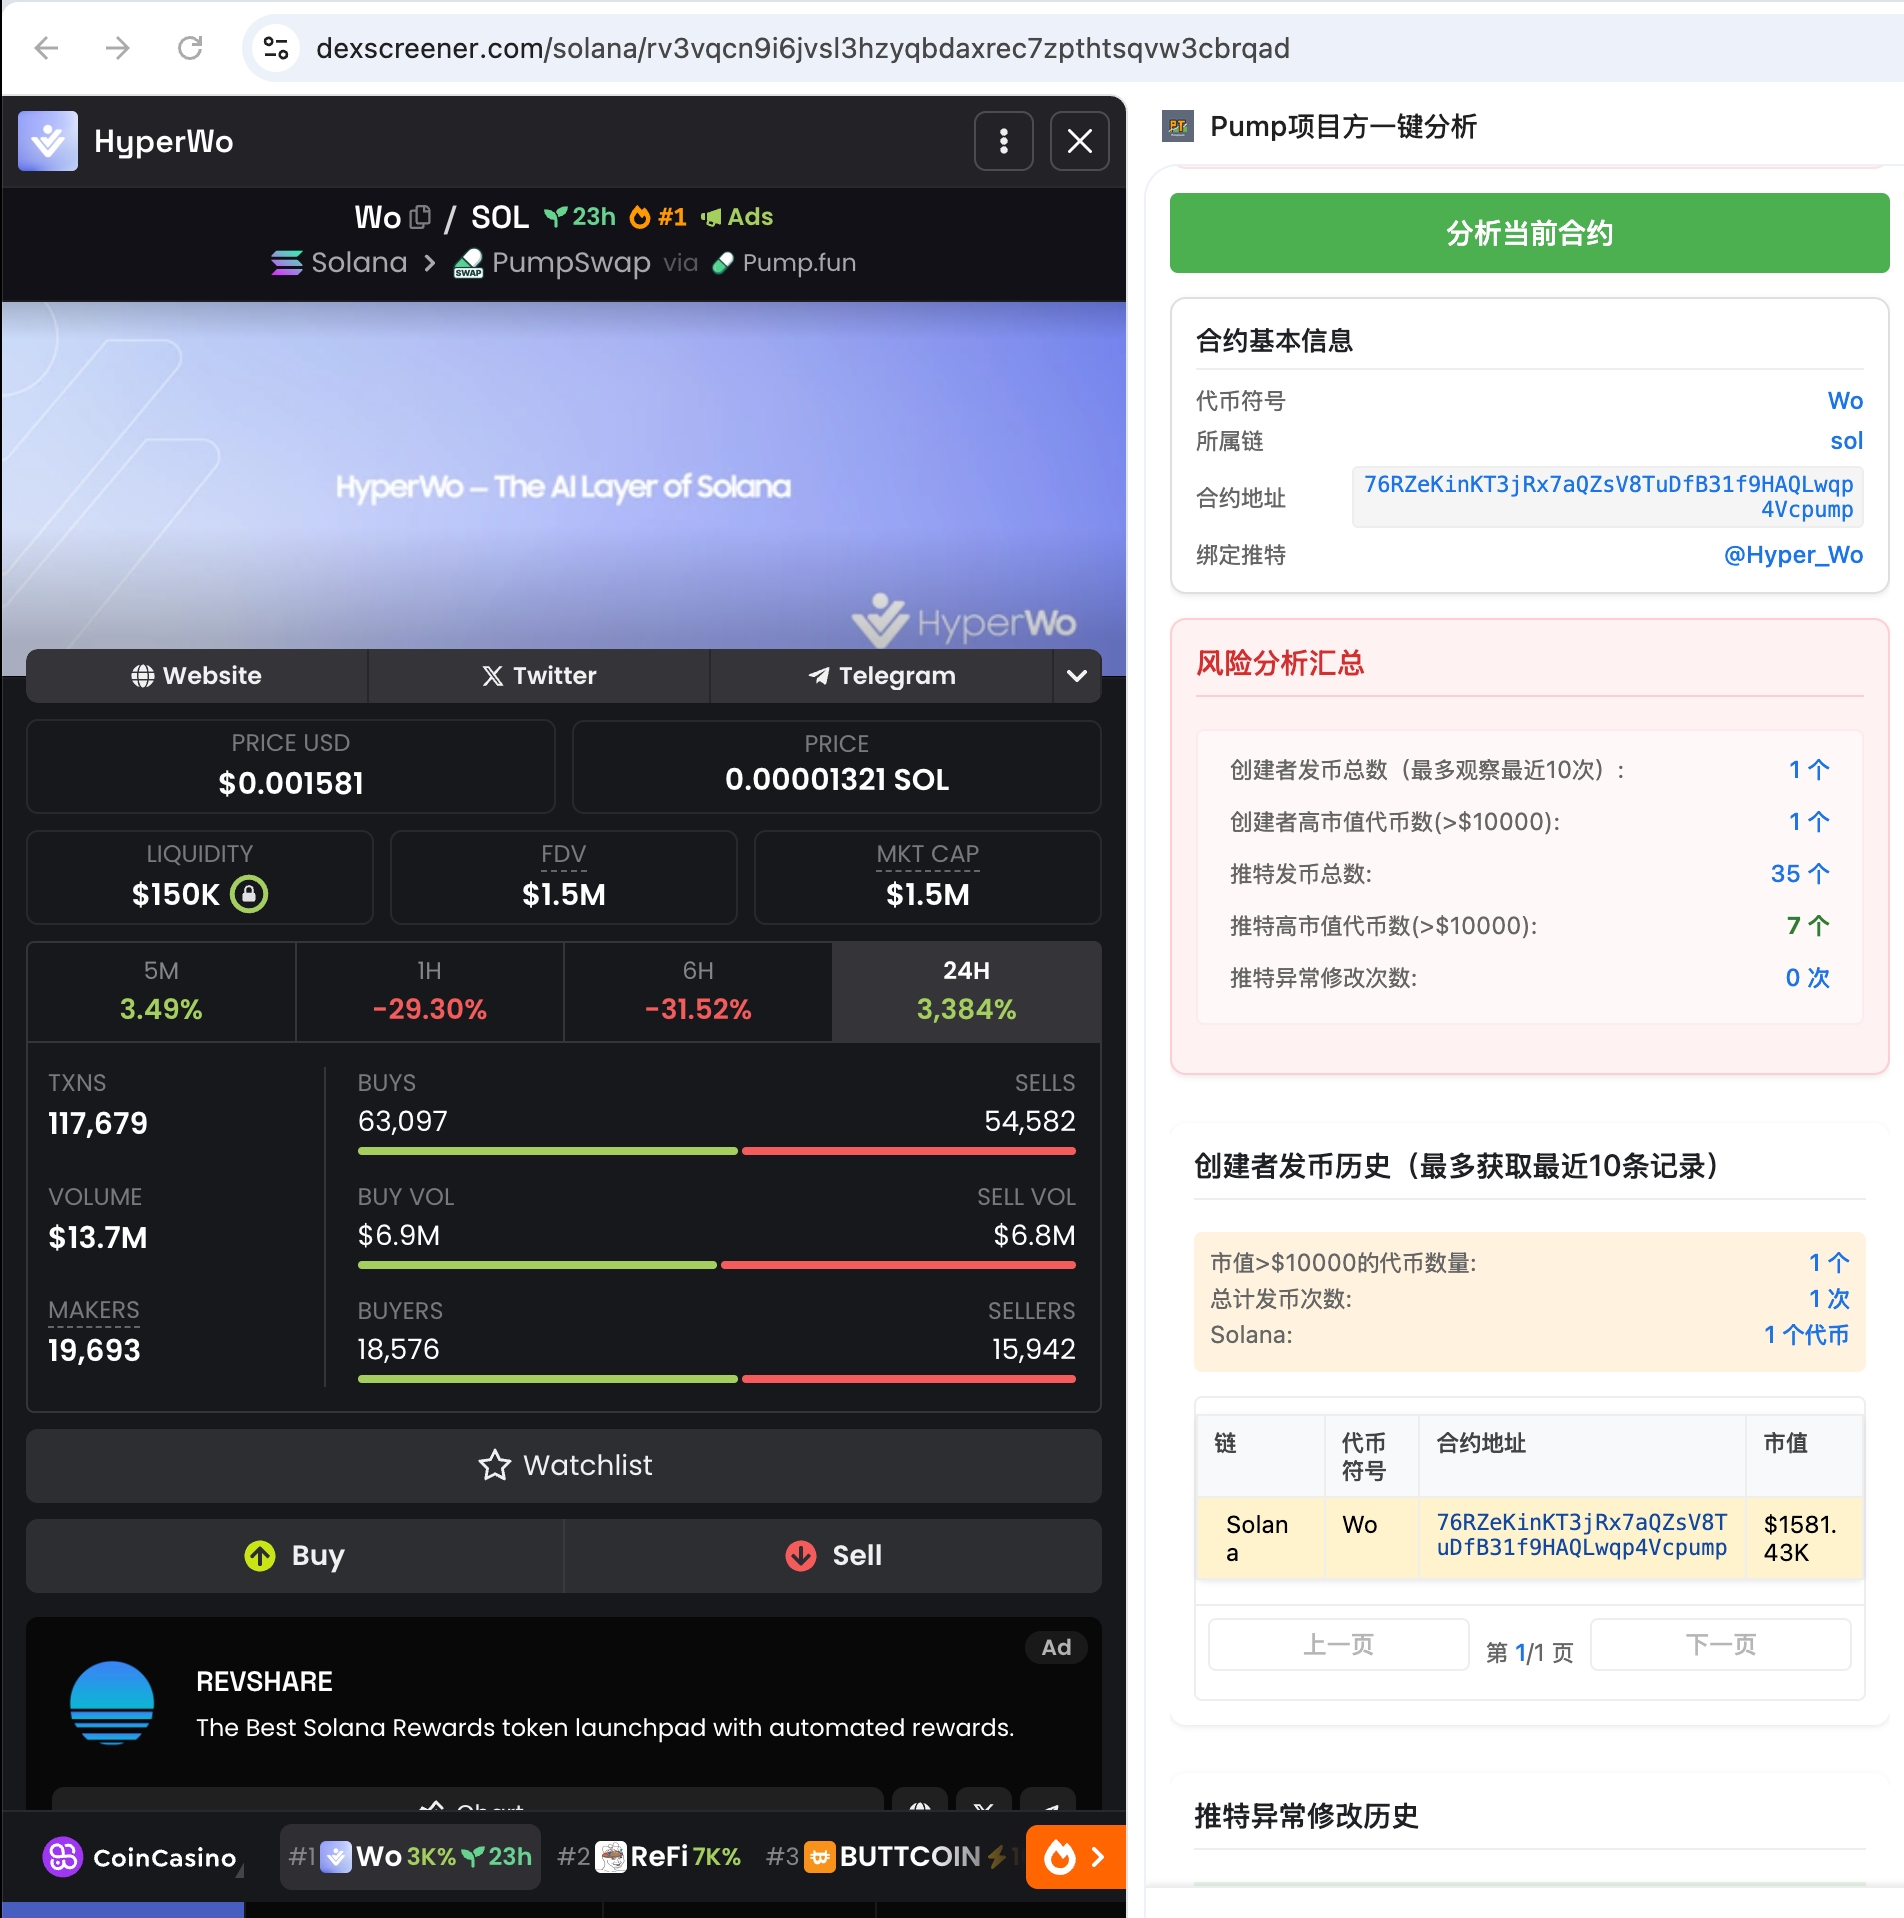 dexscreener.com/solana/rv3vqcn9i6jvsl3hzyqbdaxrec7zpthtsqvw3cbrqad
HyperWo
Wo / SOL 23h #1 Ads
Solana > SWAP PumpSwap via Pump.fun
HyperWo – The AI Layer of Solana
HyperWo
Website
Twitter
Telegram
PRICE USD
$0.001581
PRICE
0.00001321 SOL
LIQUIDITY
$150K
FDV
$1.5M
MKT CAP
$1.5M
5M
3.49%
1H
-29.30%
6H
-31.52%
24H
3,384%
TXNS
117,679
BUYS
63,097
SELLS
54,582
VOLUME
$13.7M
BUY VOL
$6.9M
SELL VOL
$6.8M
MAKERS
19,693
BUYERS
18,576
SELLERS
15,942
Watchlist
Buy
Sell
Ad
REVSHARE
The Best Solana Rewards token launchpad with automated rewards.
Chart
CoinCasino
#1 Wo 3K% 23h
#2 ReFi 7K%
#3 BUTTCOIN 1
PT
Pump项目方一键分析
分析当前合约
合约基本信息
代币符号 Wo
所属链 sol
合约地址 76RZeKinKT3jRx7aQZsV8TuDfB31f9HAQLwqp
4Vcpump
绑定推特 @Hyper_Wo
风险分析汇总
创建者发币总数（最多观察最近10次）: 1 个
创建者高市值代币数(>$10000): 1 个
推特发币总数: 35 个
推特高市值代币数(>$10000): 7 个
推特异常修改次数: 0 次
创建者发币历史（最多获取最近10条记录）
市值>$10000的代币数量: 1 个
总计发币次数: 1 次
Solana: 1 个代币
链
代币
符号
合约地址
市值
Solan
a
Wo
76RZeKinKT3jRx7aQZsV8T
uDfB31f9HAQLwqp4Vcpump
$1581.
43K
上一页
第 1/1 页
下一页
推特异常修改历史